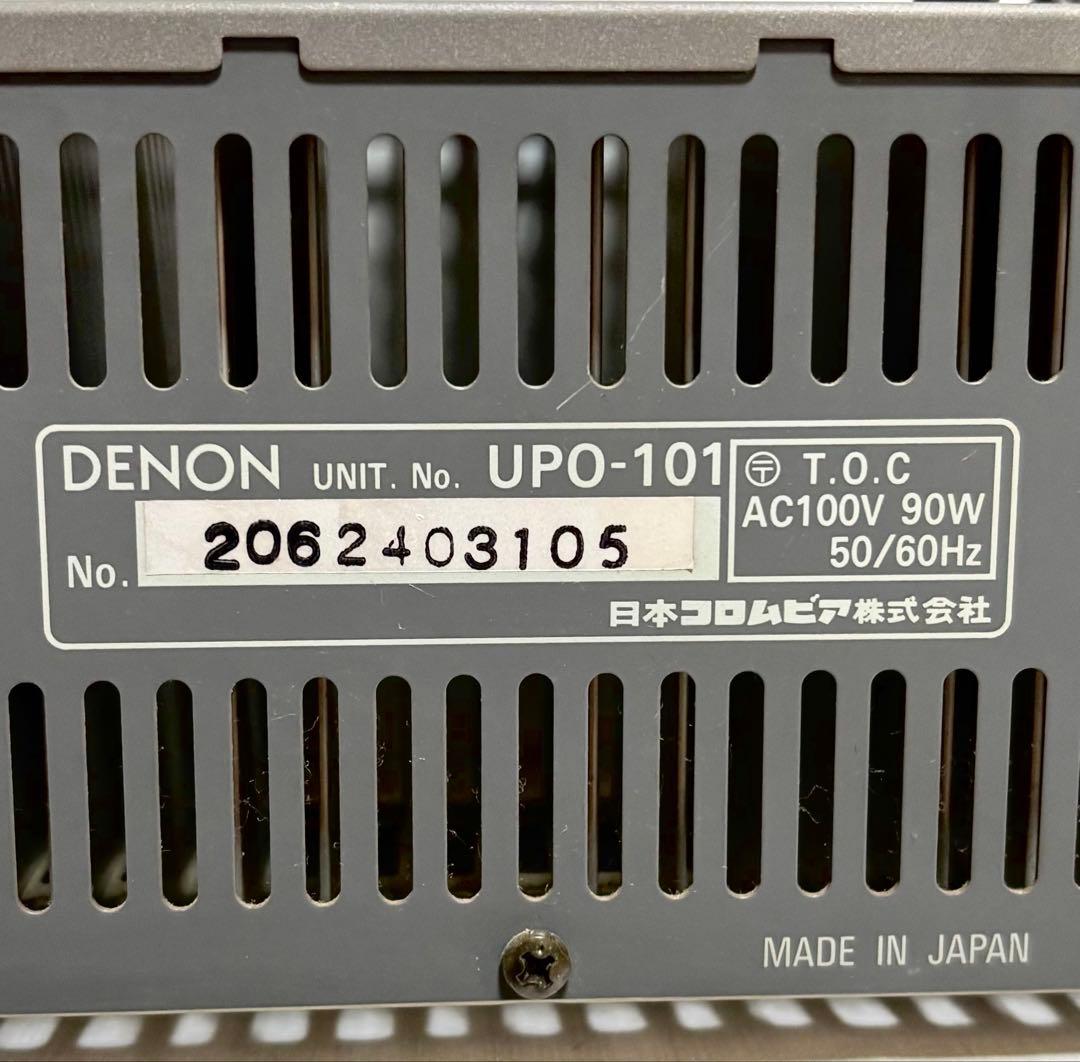 DENON UNIT. No. UPO-101
〒 T.O.C
AC100V 90W
50/60Hz
No. 2062403105
日本コロムビア株式会社
MADE IN JAPAN